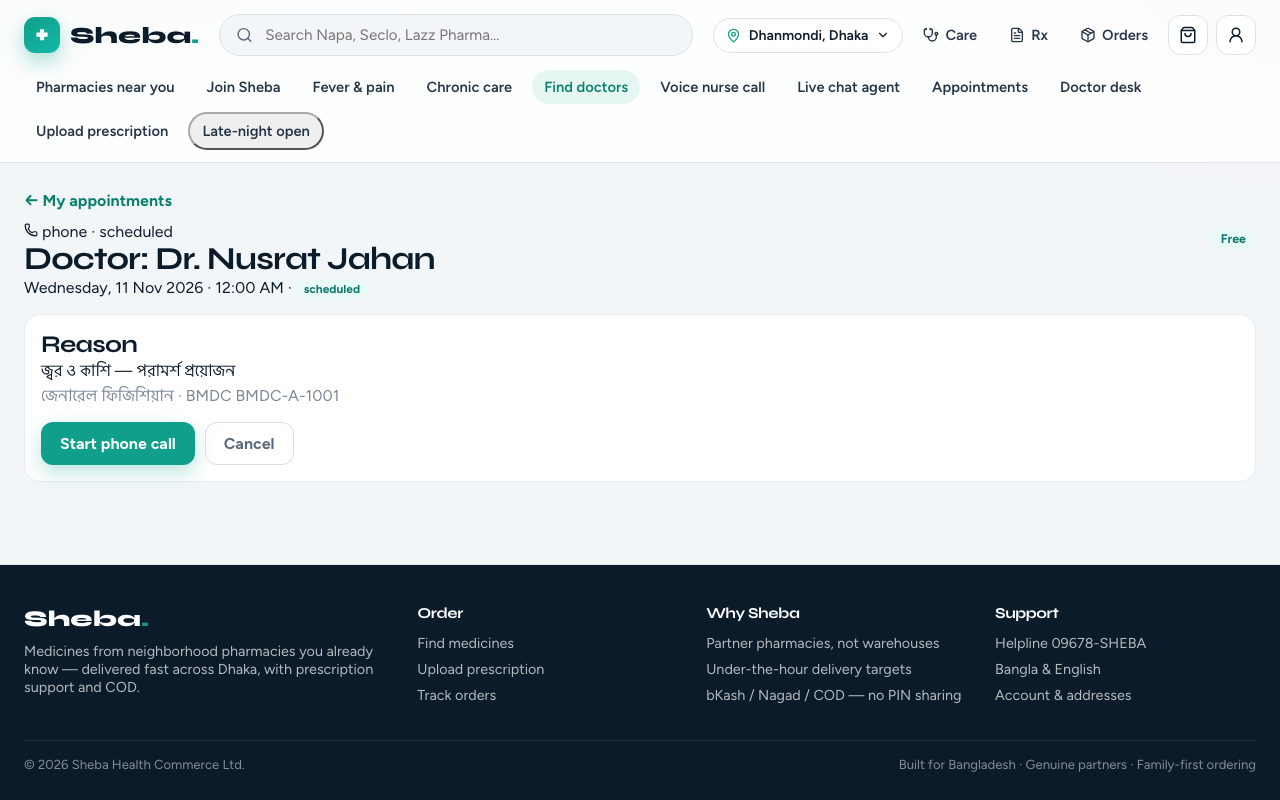 Sheba.
Search Napa, Seclo, Lazz Pharma...
Dhanmondi, Dhaka
Care
Rx
Orders
Pharmacies near you
Join Sheba
Fever & pain
Chronic care
Find doctors
Voice nurse call
Live chat agent
Appointments
Doctor desk
Upload prescription
Late-night open
← My appointments
phone · scheduled
Free
Doctor: Dr. Nusrat Jahan
Wednesday, 11 Nov 2026 · 12:00 AM · scheduled
Reason
জ্বর ও কাশি — পরামর্শ প্রয়োজন
জেনারেল ফিজিশিয়ান · BMDC BMDC-A-1001
Start phone call
Cancel
Sheba.
Medicines from neighborhood pharmacies you already
know — delivered fast across Dhaka, with prescription
support and COD.
Order
Find medicines
Upload prescription
Track orders
Why Sheba
Partner pharmacies, not warehouses
Under-the-hour delivery targets
bKash / Nagad / COD — no PIN sharing
Support
Helpline 09678-SHEBA
Bangla & English
Account & addresses
© 2026 Sheba Health Commerce Ltd.
Built for Bangladesh · Genuine partners · Family-first ordering